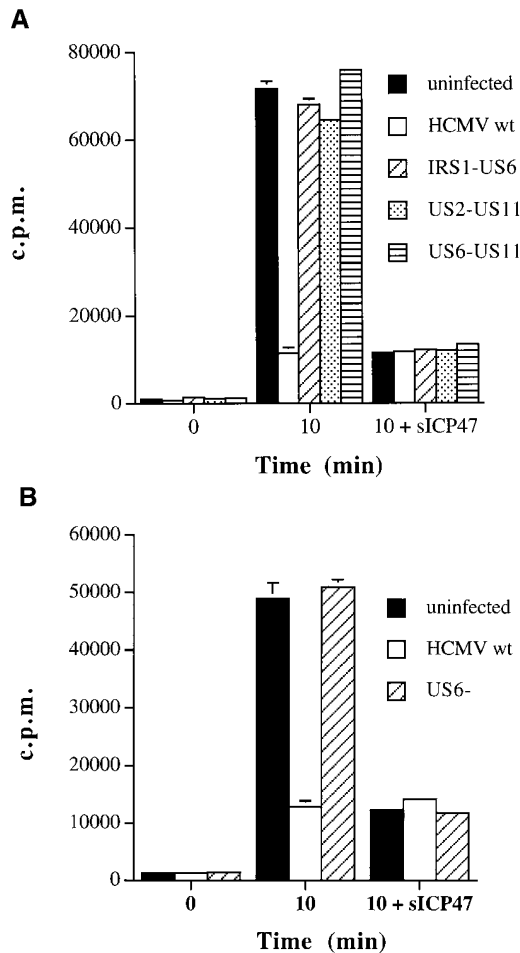 A
80000
60000
40000
20000
0
c.p.m.
uninfected
HCMV wt
IRS1-US6
US2-US11
US6-US11
0
10
10 + sICP47
Time (min)
B
60000
50000
40000
30000
20000
10000
0
c.p.m.
uninfected
HCMV wt
US6-
0
10
10 + sICP47
Time (min)